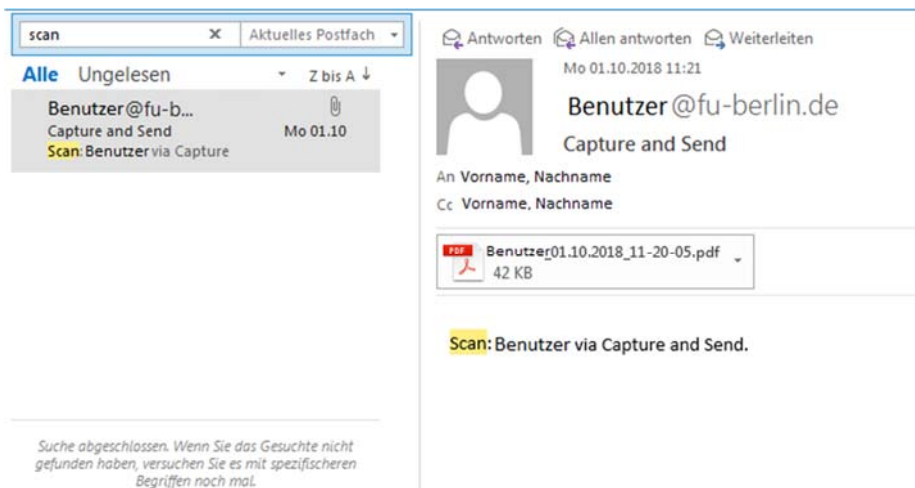 scan
Aktuelles Postfach
Alle Ungelesen Z bis A ↓
Benutzer@fu-b...
Capture and Send Mo 01.10
Scan: Benutzer via Capture
Suche abgeschlossen. Wenn Sie das Gesuchte nicht
gefunden haben, versuchen Sie es mit spezifischeren
Begriffen noch mal.
Antworten Allen antworten Weiterleiten
Mo 01.10.2018 11:21
Benutzer@fu-berlin.de
Capture and Send
An Vorname, Nachname
Cc Vorname, Nachname
PDF
Benutzer_01.10.2018_11-20-05.pdf
42 KB
Scan: Benutzer via Capture and Send.